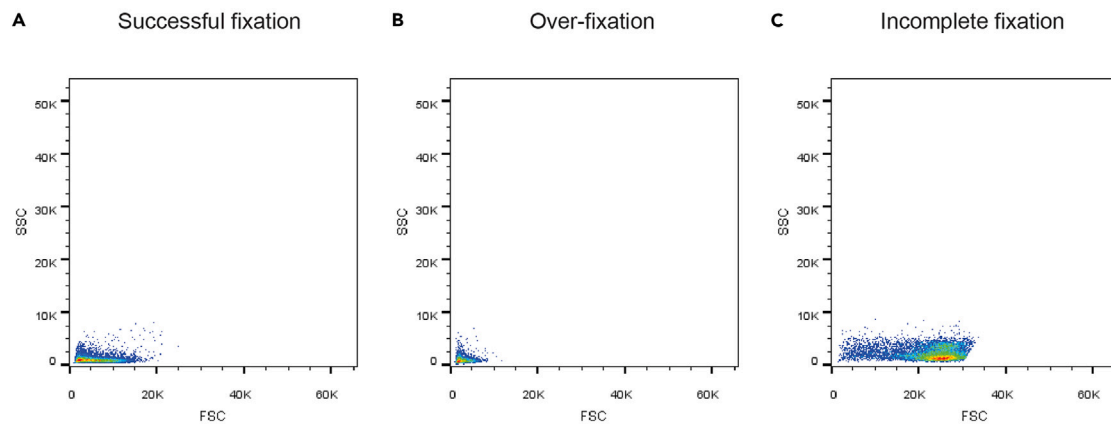 A Successful fixation
SSC
50K
40K
30K
20K
10K
0
0 20K 40K 60K
FSC
B Over-fixation
SSC
50K
40K
30K
20K
10K
0
0 20K 40K 60K
FSC
C Incomplete fixation
SSC
50K
40K
30K
20K
10K
0
0 20K 40K 60K
FSC